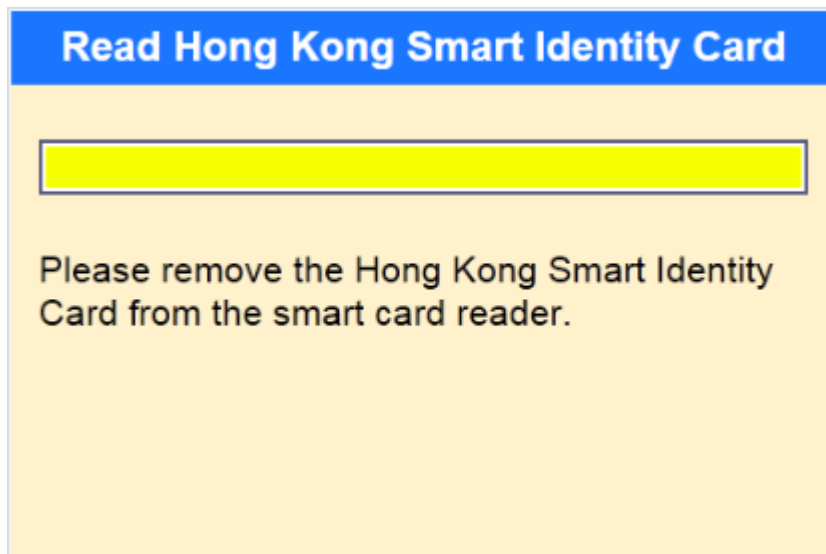 Read Hong Kong Smart Identity Card
Please remove the Hong Kong Smart Identity
Card from the smart card reader.